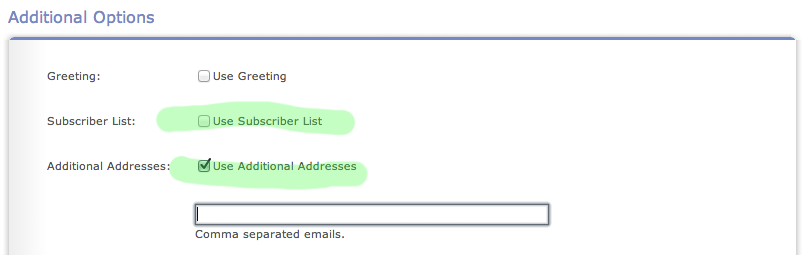 Additional Options
Greeting: Use Greeting
Subscriber List: Use Subscriber List
Additional Addresses: Use Additional Addresses
Comma separated emails.